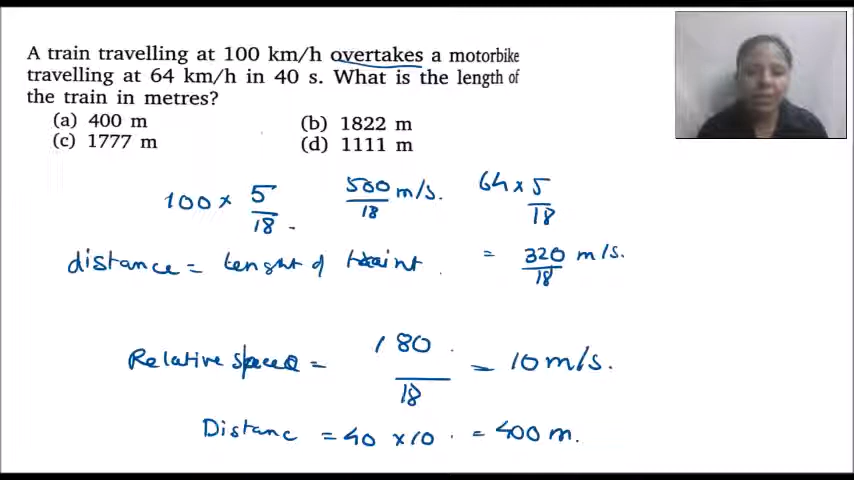 A train travelling at 100 km/h overtakes a motorbike
travelling at 64 km/h in 40 s. What is the length of
the train in metres?
(a) 400 m (b) 1822 m
(c) 1777 m (d) 1111 m
100 × 5/18 500/18 m/s. 64 × 5/18
distance = lenght of = 320/18 m/s.
Relative speed = 180/18 = 10 m/s.
Distanc = 40 × 10 = 400 m.